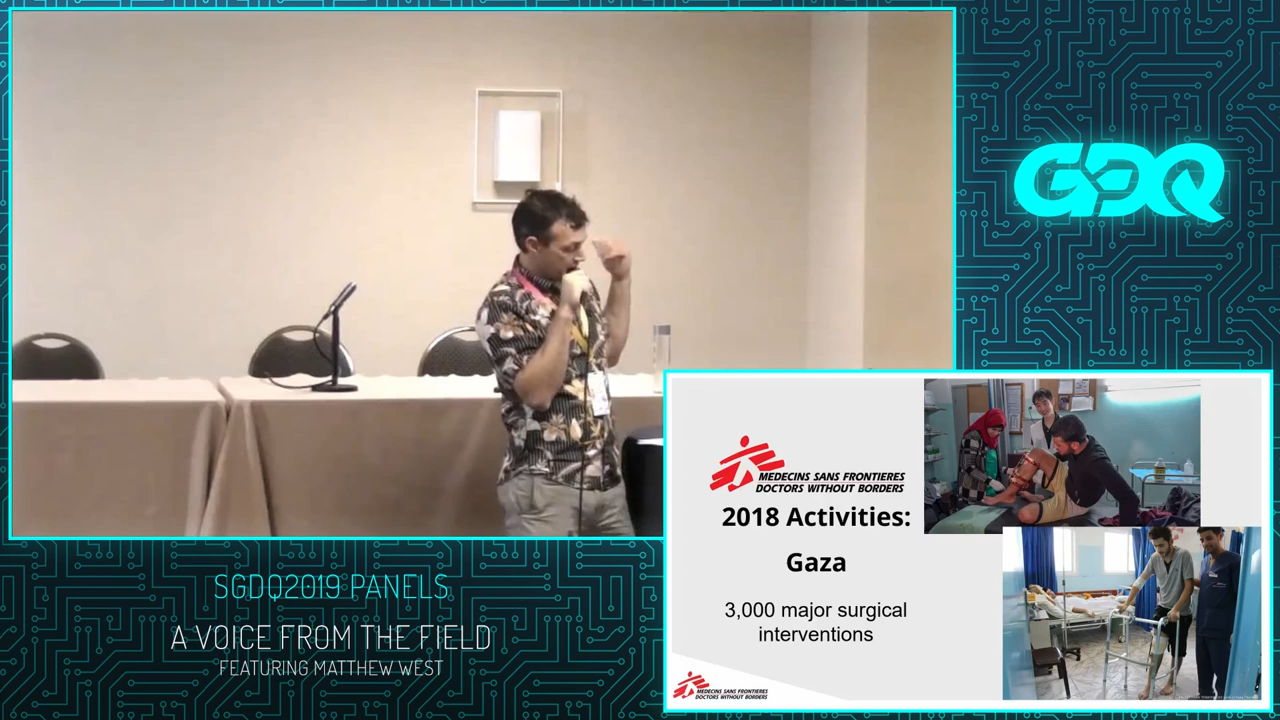 GDQ
MEDECINS SANS FRONTIERES
DOCTORS WITHOUT BORDERS
2018 Activities:
Gaza
3,000 major surgical
interventions
MEDECINS SANS FRONTIERES
DOCTORS WITHOUT BORDERS
SGDQ2019 PANELS
A VOICE FROM THE FIELD
FEATURING MATTHEW WEST